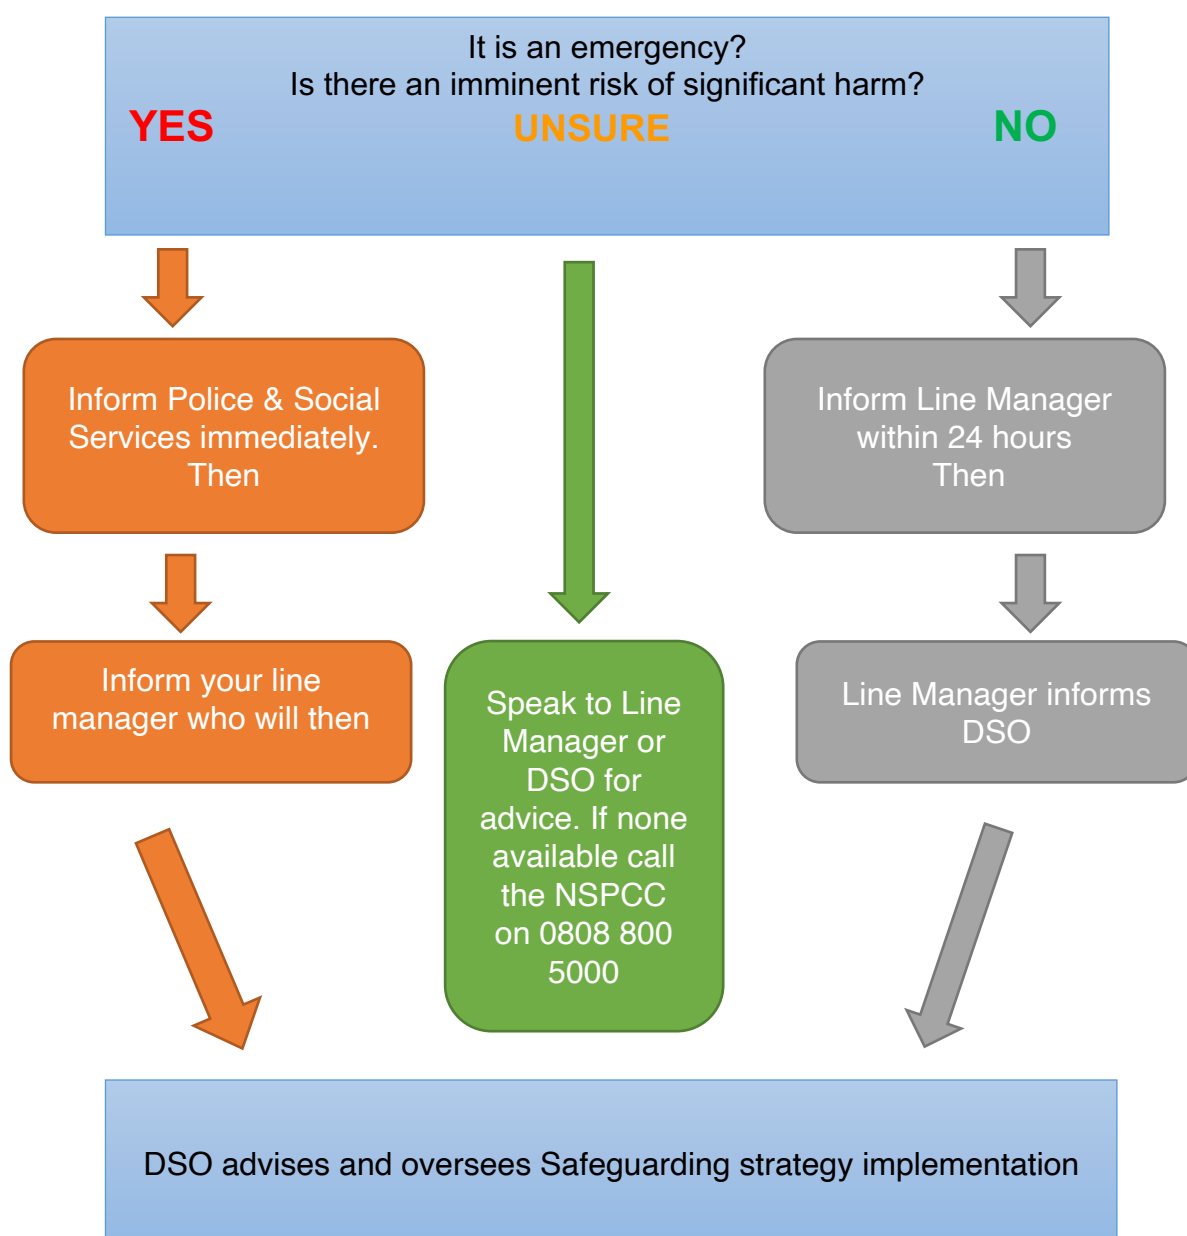 It is an emergency?
Is there an imminent risk of significant harm?
YES
UNSURE
NO
Inform Police & Social
Services immediately.
Then
Inform Line Manager
within 24 hours
Then
Inform your line
manager who will then
Speak to Line
Manager or
DSO for
advice. If none
available call
the NSPCC
on 0808 800
5000
Line Manager informs
DSO
DSO advises and oversees Safeguarding strategy implementation